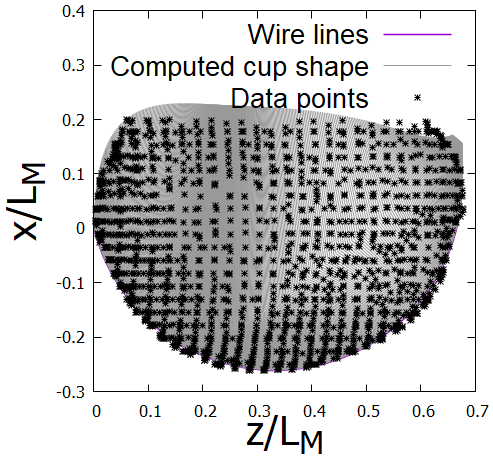 0.4
Wire lines
0.3
Computed cup shape
Data points
0.2
0.1
x/LM
0
-0.1
-0.2
-0.3
0 0.1 0.2 0.3 0.4 0.5 0.6 0.7
z/LM